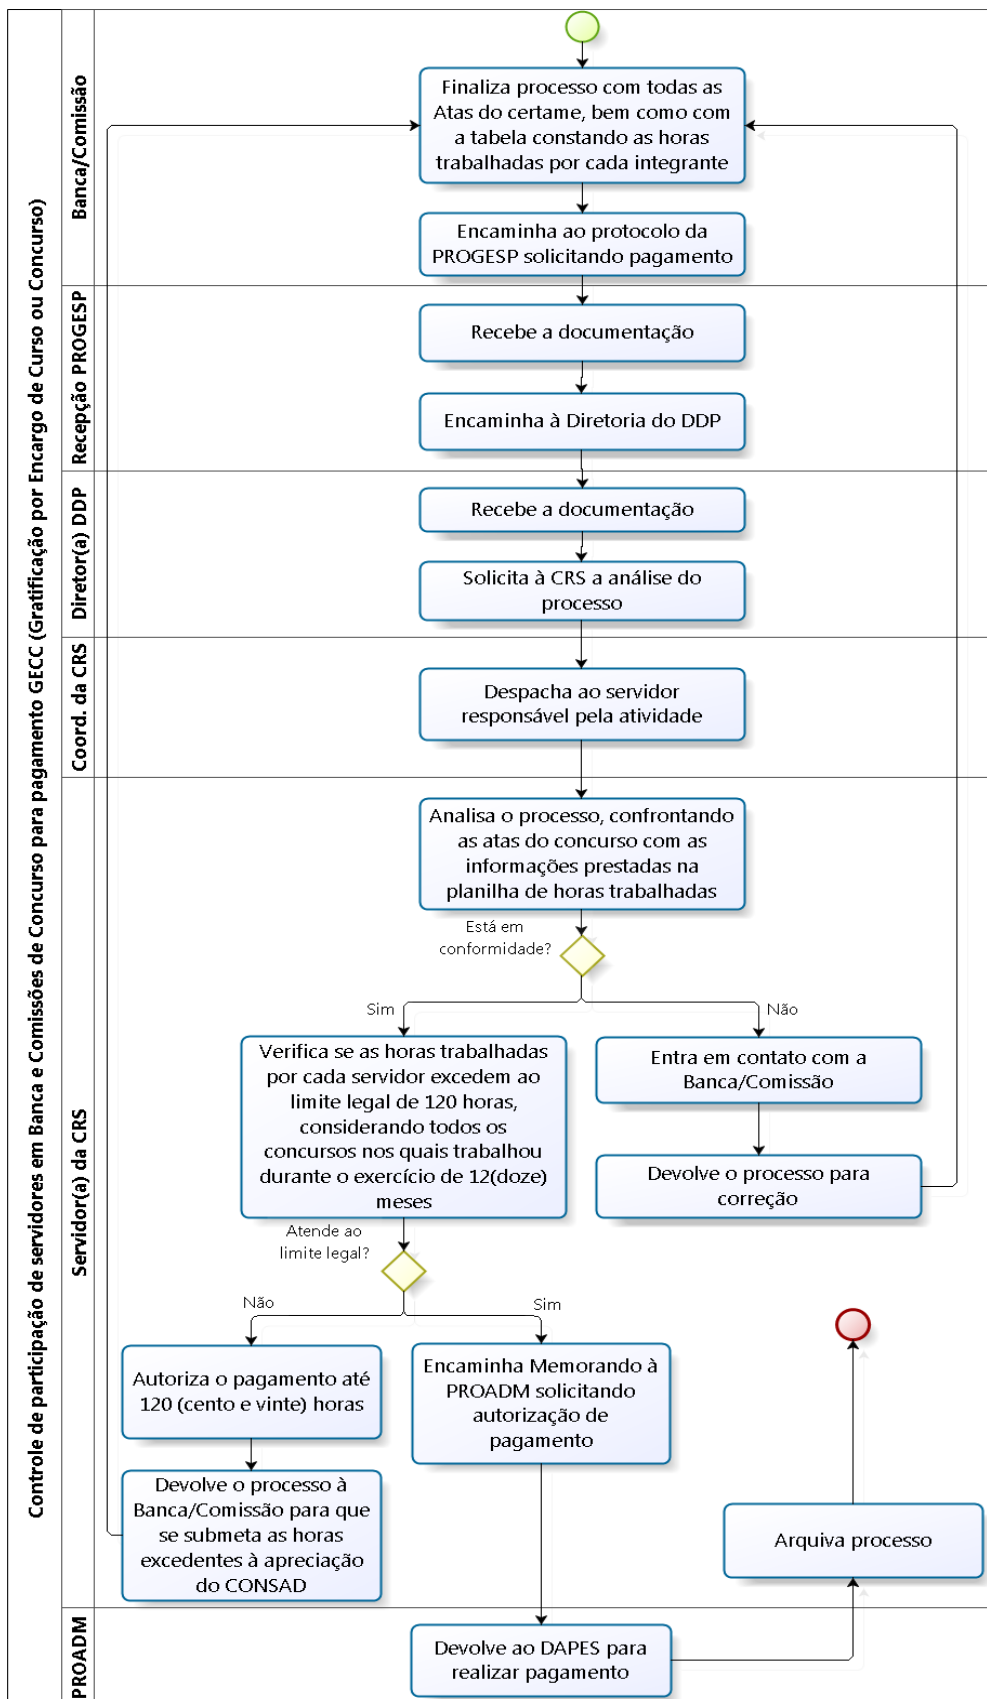 Controle de participação de servidores em Banca e Comissões de Concurso para pagamento GECC (Gratificação por Encargo de Curso ou Concurso)
Banca/Comissão
Finaliza processo com todas as
Atas do certame, bem como com
a tabela constando as horas
trabalhadas por cada integrante
Encaminha ao protocolo da
PROGESP solicitando pagamento
Recepção PROGESP
Recebe a documentação
Encaminha à Diretoria do DDP
Diretor(a) DDP
Recebe a documentação
Solicita à CRS a análise do
processo
Coord. da CRS
Despacha ao servidor
responsável pela atividade
Servidor(a) da CRS
Analisa o processo, confrontando
as atas do concurso com as
informações prestadas na
planilha de horas trabalhadas
Está em
conformidade?
Sim
Não
Verifica se as horas trabalhadas
por cada servidor excedem ao
limite legal de 120 horas,
considerando todos os
concursos nos quais trabalhou
durante o exercício de 12(doze)
meses
Entra em contato com a
Banca/Comissão
Devolve o processo para
correção
Atende ao
limite legal?
Não
Sim
Autoriza o pagamento até
120 (cento e vinte) horas
Encaminha Memorando à
PROADM solicitando
autorização de
pagamento
Devolve o processo à
Banca/Comissão para que
se submeta as horas
excedentes à apreciação
do CONSAD
Arquiva processo
PROADM
Devolve ao DAPES para
realizar pagamento